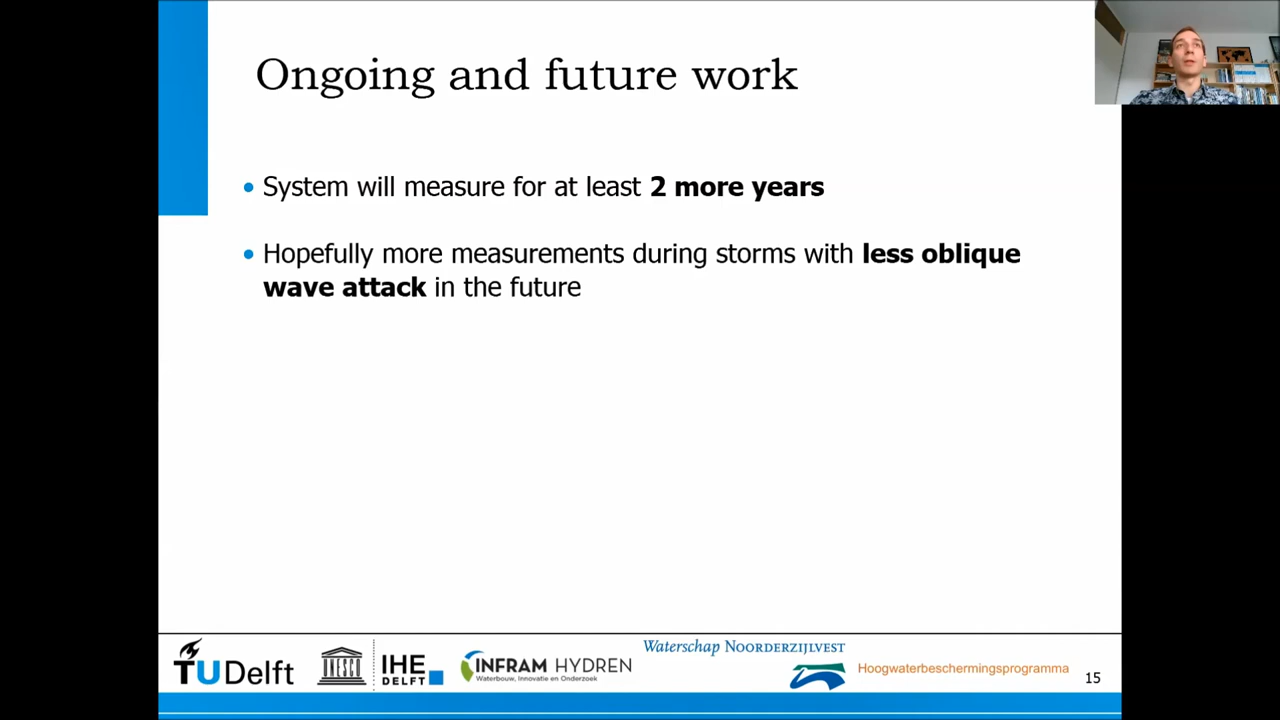 Ongoing and future work
• System will measure for at least 2 more years
• Hopefully more measurements during storms with less oblique
wave attack in the future
TUDelft
UNESCO
IHE
DELFT
INFRAM HYDREN
Waterbouw, Innovatie en Onderzoek
Waterschap NOORDERZIJLVEST
Hoogwaterbeschermingsprogramma
15